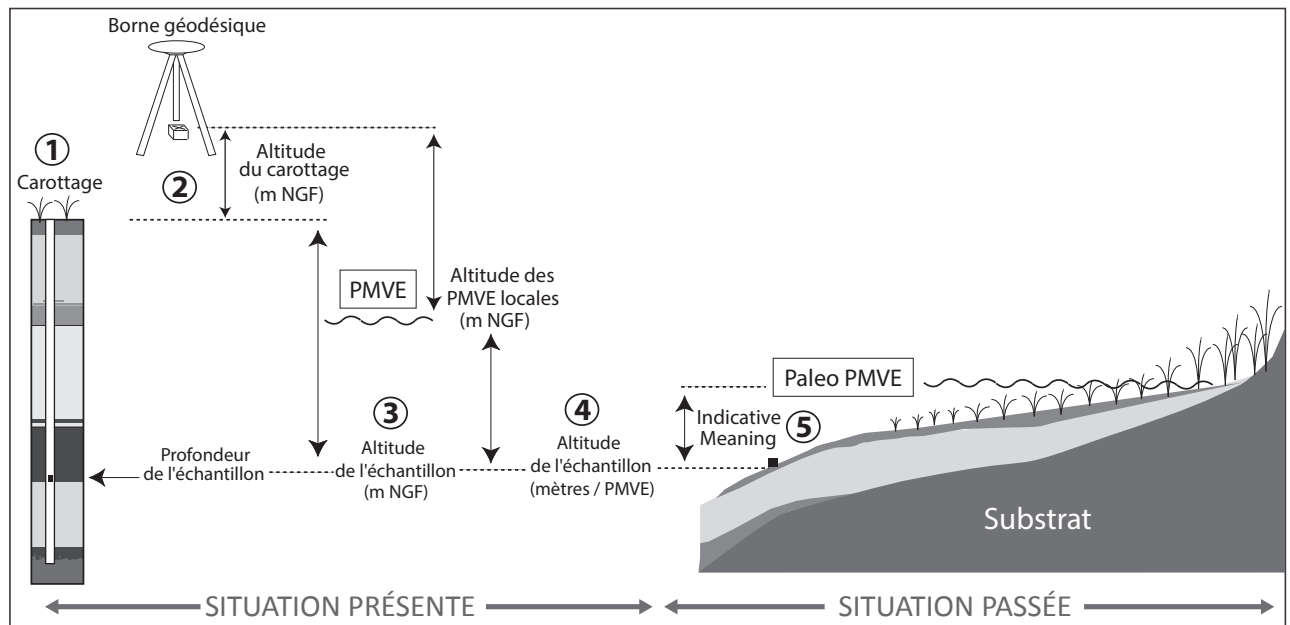 Borne géodésique
①
Carottage
②
Altitude
du carottage
(m NGF)
PMVE
Altitude des
PMVE locales
(m NGF)
Profondeur
de l'échantillon
③
Altitude
de l'échantillon
(m NGF)
④
Altitude
de l'échantillon
(mètres / PMVE)
Paleo PMVE
Indicative
Meaning
⑤
Substrat
SITUATION PRÉSENTE
SITUATION PASSÉE